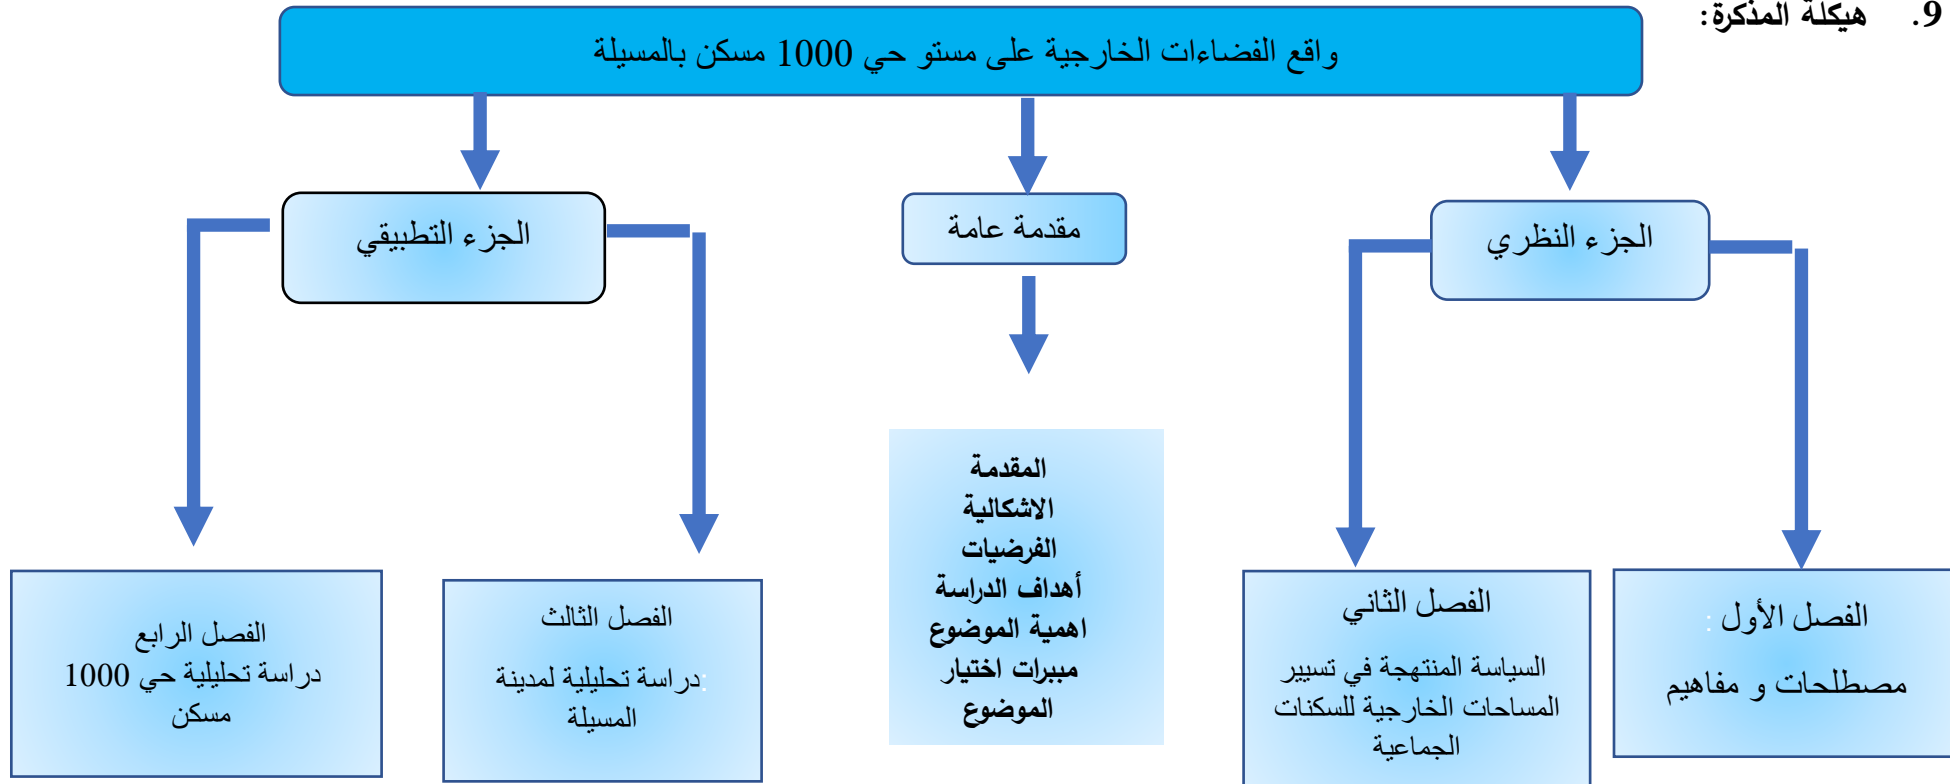 9. هيكلة المذكرة:
واقع الفضاءات الخارجية على مستو حي 1000 مسكن بالمسيلة
الجزء النظري
مقدمة عامة
الجزء التطبيقي
الفصل الأول :
مصطلحات و مفاهيم
الفصل الثاني
السياسة المنتهجة في تسيير
المساحات الخارجية للسكنات
الجماعية
المقدمة
الاشكالية
الفرضيات
أهداف الدراسة
اهمية الموضوع
مببرات اختيار
الموضوع
الفصل الثالث
:دراسة تحليلية لمدينة
المسيلة
الفصل الرابع
دراسة تحليلية حي 1000
مسكن